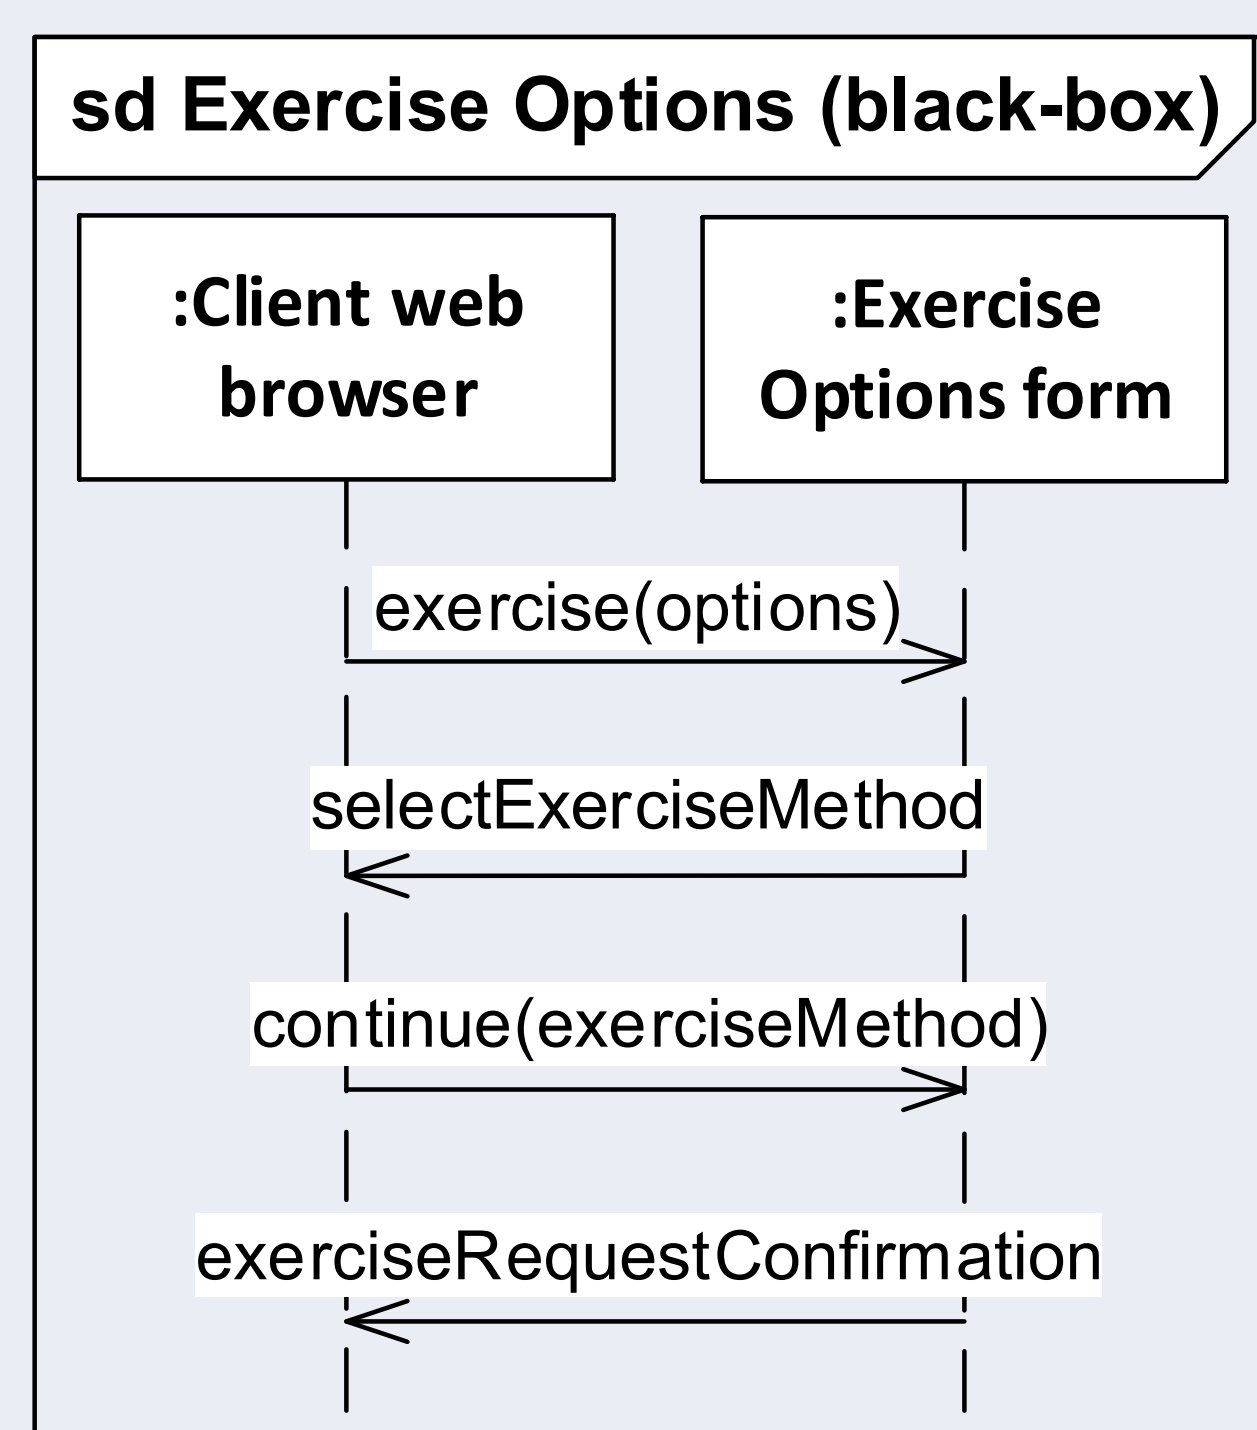 sd Exercise Options (black-box)
:Client web
browser
:Exercise
Options form
exercise(options)
selectExerciseMethod
continue(exerciseMethod)
exerciseRequestConfirmation